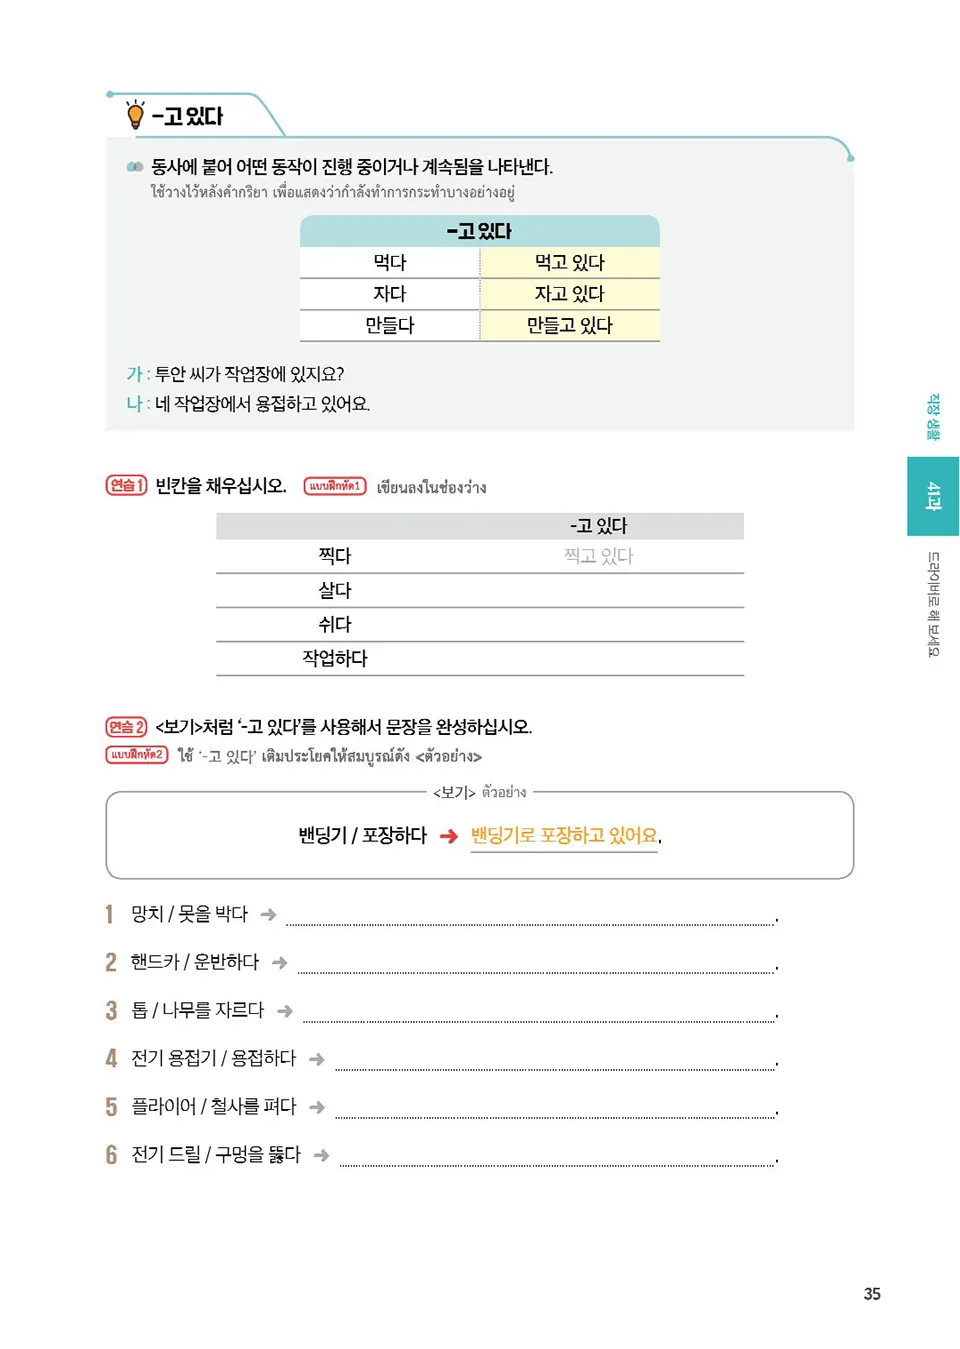 -고 있다
동사에 붙어 어떤 동작이 진행 중이거나 계속됨을 나타낸다.
ใช้วางไว้หลังคำกริยา เพื่อแสดงว่ากำลังทำการกระทำบางอย่างอยู่
-고 있다
먹다 먹고 있다
자다 자고 있다
만들다 만들고 있다
가 : 투안 씨가 작업장에 있지요?
나 : 네 작업장에서 용접하고 있어요.
연습 1 빈칸을 채우십시오. แบบฝึกหัด1 เขียนลงในช่องว่าง
-고 있다
찍다 찍고 있다
살다
쉬다
작업하다
연습 2 <보기>처럼 ‘-고 있다’를 사용해서 문장을 완성하십시오.
แบบฝึกหัด2 ใช้ ‘-고 있다’ เติมประโยคให้สมบูรณ์ดัง <ตัวอย่าง>
<보기> ตัวอย่าง
밴딩기 / 포장하다 ➜ 밴딩기로 포장하고 있어요.
1 망치 / 못을 박다 ➜ .
2 핸드카 / 운반하다 ➜ .
3 톱 / 나무를 자르다 ➜ .
4 전기 용접기 / 용접하다 ➜ .
5 플라이어 / 철사를 펴다 ➜ .
6 전기 드릴 / 구멍을 뚫다 ➜ .
직장 생활
41과
드라이버로 해 보세요
35